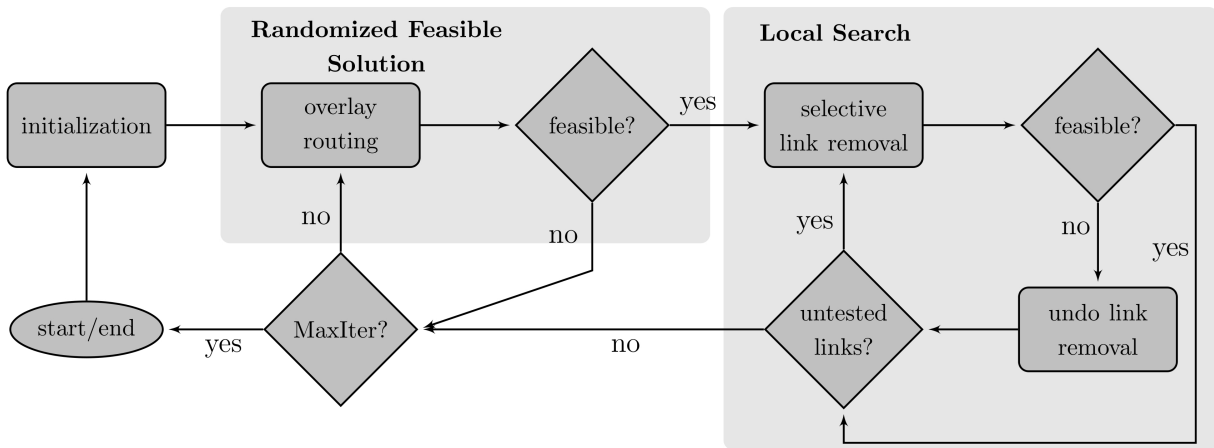 Randomized Feasible
Solution
Local Search
initialization
overlay
routing
feasible?
yes
selective
link removal
feasible?
no
no
yes
no
yes
start/end
yes
MaxIter?
no
untested
links?
undo link
removal